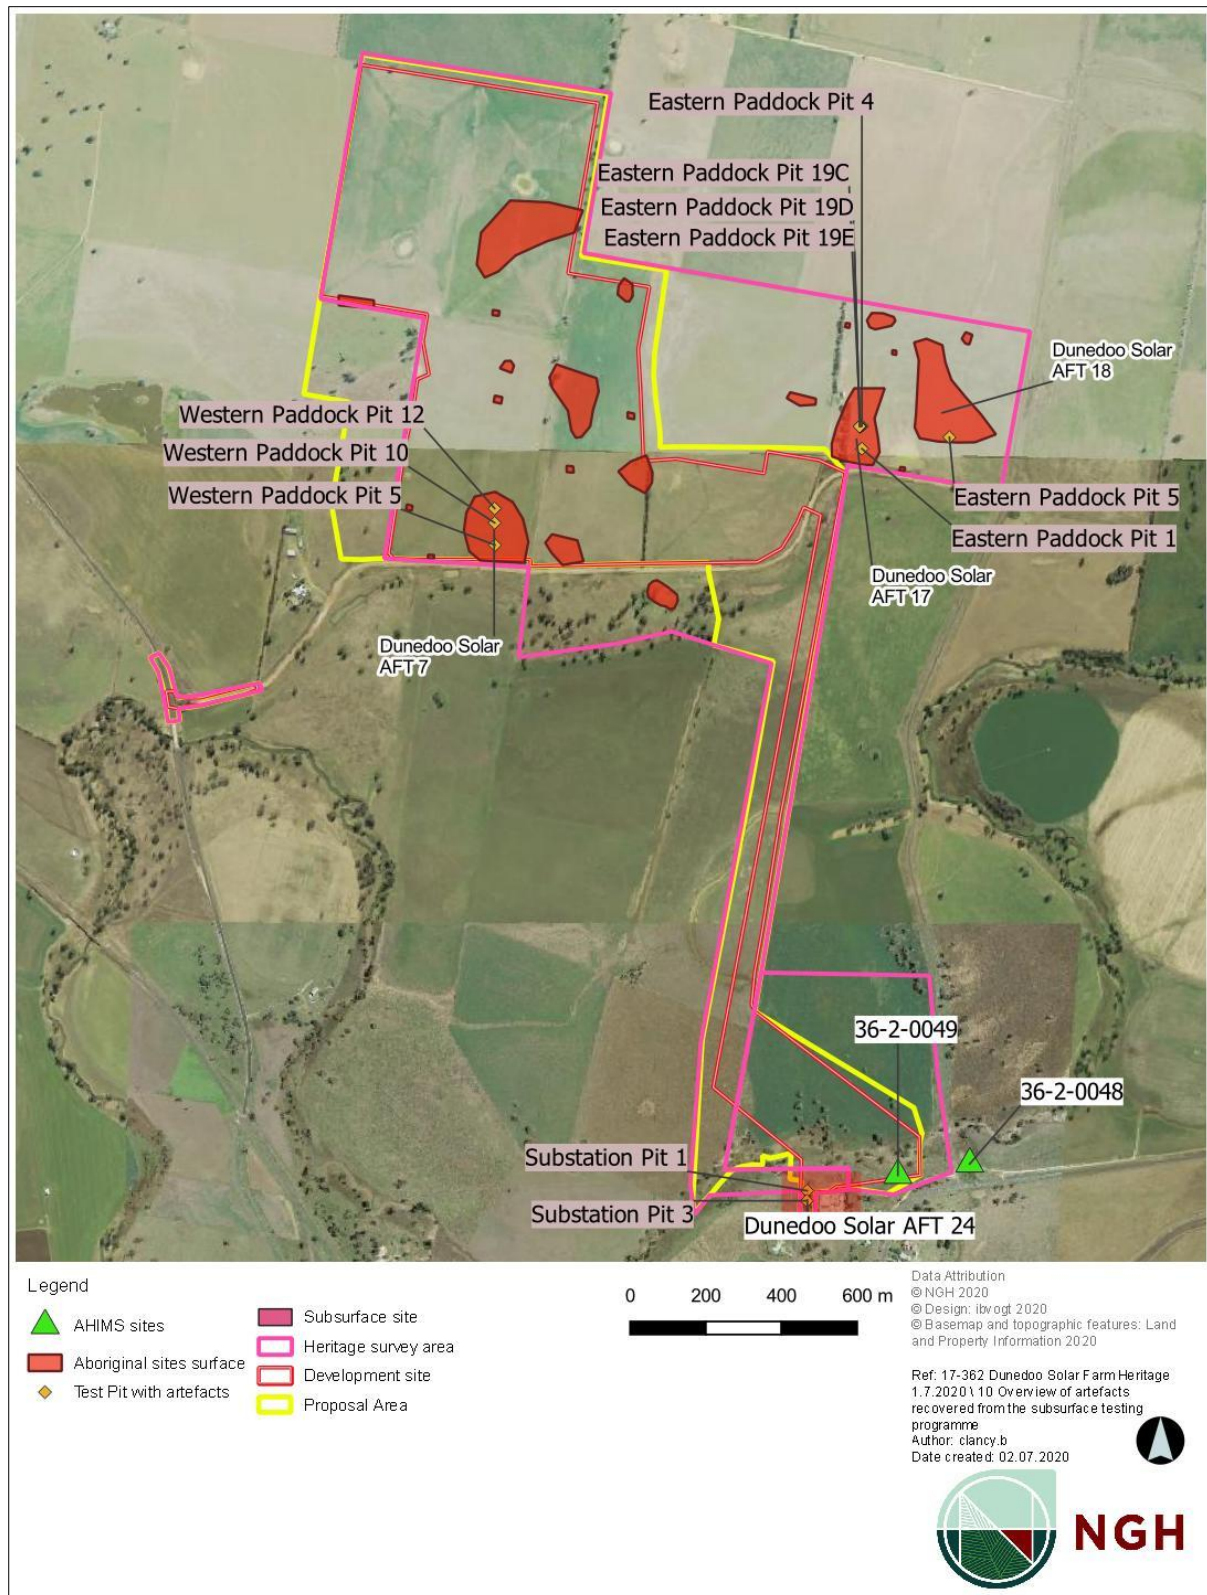 Eastern Paddock Pit 4
Eastern Paddock Pit 19C
Eastern Paddock Pit 19D
Eastern Paddock Pit 19E
Dunedoo Solar
AFT 18
Western Paddock Pit 12
Western Paddock Pit 10
Western Paddock Pit 5
Eastern Paddock Pit 5
Eastern Paddock Pit 1
Dunedoo Solar
AFT 17
Dunedoo Solar
AFT 7
36-2-0049
36-2-0048
Substation Pit 1
Substation Pit 3
Dunedoo Solar AFT 24
Legend
AHIMS sites
Aboriginal sites surface
Test Pit with artefacts
Subsurface site
Heritage survey area
Development site
Proposal Area
0 200 400 600 m
Data Attribution
© NGH 2020
© Design: ibvogt 2020
© Basemap and topographic features: Land
and Property Information 2020
Ref: 17-362 Dunedoo Solar Farm Heritage
1.7.2020 \ 10 Overview of artefacts
recovered from the subsurface testing
programme
Author: clancy.b
Date created: 02.07.2020
NGH